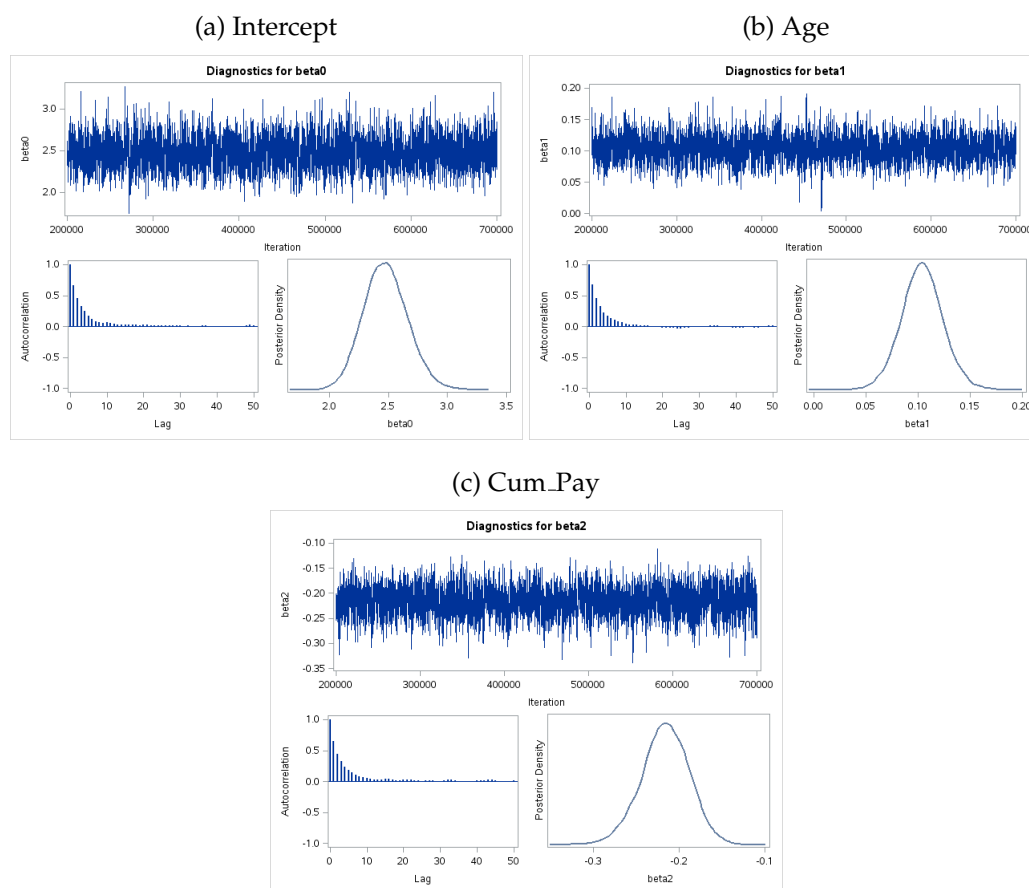 (a) Intercept
Diagnostics for beta0
beta0
3.0
2.5
2.0
200000 300000 400000 500000 600000 700000
Iteration
Autocorrelation
1.0
0.5
0.0
-0.5
-1.0
0 10 20 30 40 50
Lag
Posterior Density
2.0 2.5 3.0 3.5
beta0
(b) Age
Diagnostics for beta1
beta1
0.20
0.15
0.10
0.05
0.00
200000 300000 400000 500000 600000 700000
Iteration
Autocorrelation
1.0
0.5
0.0
-0.5
-1.0
0 10 20 30 40 50
Lag
Posterior Density
0.00 0.05 0.10 0.15 0.20
beta1
(c) Cum_Pay
Diagnostics for beta2
beta2
-0.10
-0.15
-0.20
-0.25
-0.30
-0.35
200000 300000 400000 500000 600000 700000
Iteration
Autocorrelation
1.0
0.5
0.0
-0.5
-1.0
0 10 20 30 40 50
Lag
Posterior Density
-0.3 -0.2 -0.1
beta2